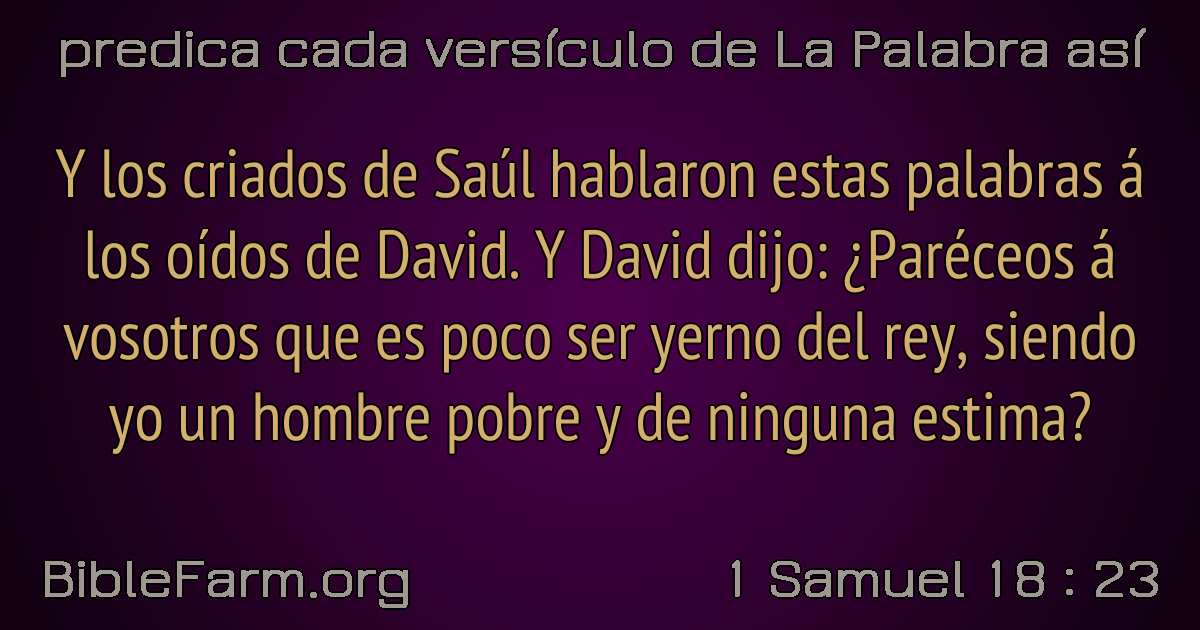 predica cada versículo de La Palabra así
Y los criados de Saúl hablaron estas palabras á
los oídos de David. Y David dijo: ¿Paréceos á
vosotros que es poco ser yerno del rey, siendo
yo un hombre pobre y de ninguna estima?
BibleFarm.org
1 Samuel 18 : 23